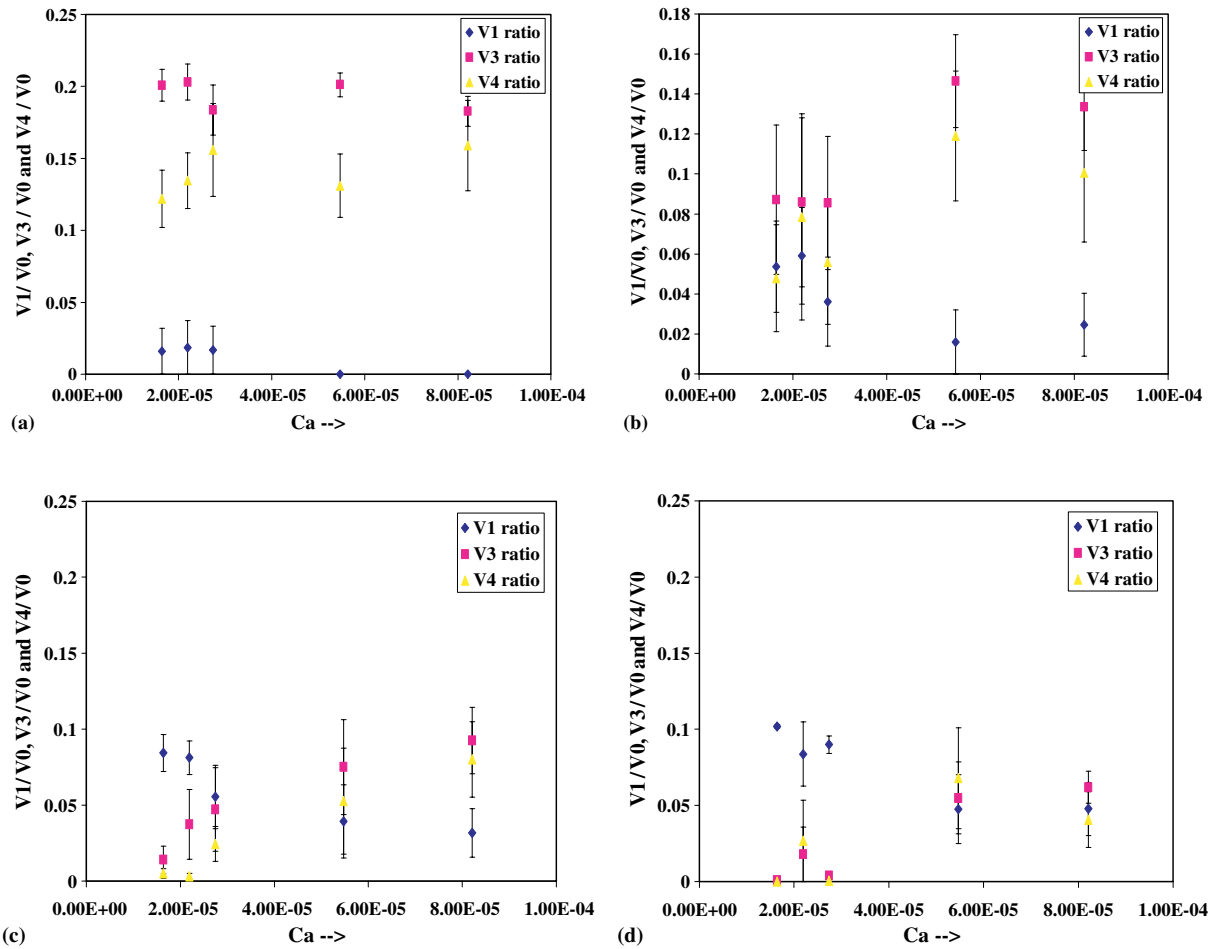 0.25
0.2
0.15
0.1
0.05
0
V1/ V0, V3 / V0 and V4 / V0
V1 ratio
V3 ratio
V4 ratio
0.00E+00 2.00E-05 4.00E-05 6.00E-05 8.00E-05 1.00E-04
(a) Ca -->
0.18
0.16
0.14
0.12
0.1
0.08
0.06
0.04
0.02
0
V1/V0, V3/V0 and V4/V0
V1 ratio
V3 ratio
V4 ratio
0.00E+00 2.00E-05 4.00E-05 6.00E-05 8.00E-05 1.00E-04
(b) Ca -->
0.25
0.2
0.15
0.1
0.05
0
V1/ V0, V3/V0 and V4/ V0
V1 ratio
V3 ratio
V4 ratio
0.00E+00 2.00E-05 4.00E-05 6.00E-05 8.00E-05 1.00E-04
(c) Ca -->
0.25
0.2
0.15
0.1
0.05
0
V1 / V0, V3 / V0 and V4/ V0
V1 ratio
V3 ratio
V4 ratio
0.00E+00 2.00E-05 4.00E-05 6.00E-05 8.00E-05 1.00E-04
(d) Ca -->